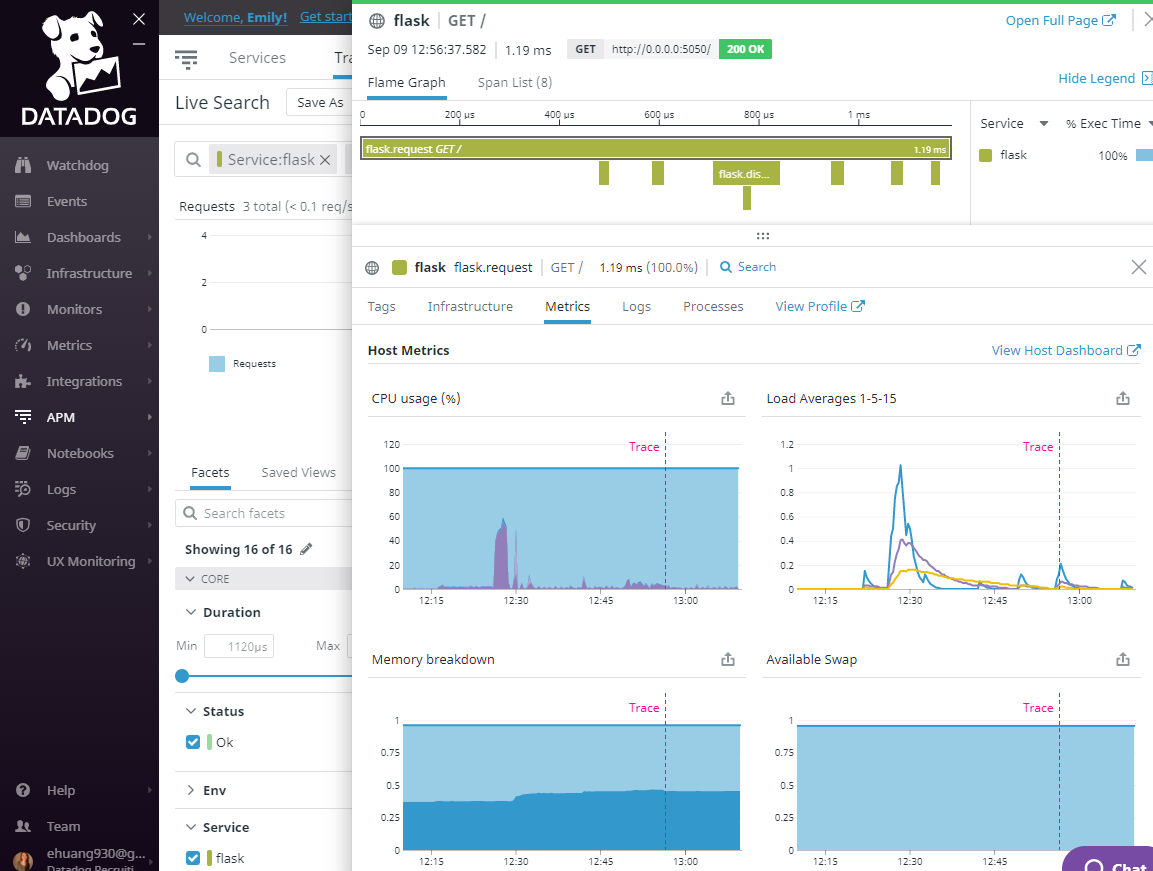 DATADOG
Watchdog
Events
Dashboards
Infrastructure
Monitors
Metrics
Integrations
APM
Notebooks
Logs
Security
UX Monitoring
Help
Team
ehuang930@g...
Datadog Recruiti
Welcome, Emily! Get start
Services Tra
Live Search Save As
Service:flask
Requests 3 total (< 0.1 req/s
4
2
0
Requests
Facets Saved Views
Search facets
Showing 16 of 16
CORE
Duration
Min 1120µs Max
Status
Ok
Env
Service
flask
flask GET /
Open Full Page
Sep 09 12:56:37.582 1.19 ms GET http://0.0.0.0:5050/ 200 OK
Flame Graph Span List (8)
Hide Legend
0 200 µs 400 µs 600 µs 800 µs 1 ms
flask.request GET / 1.19 ms
flask.dis...
Service % Exec Time
flask 100%
flask flask.request GET / 1.19 ms (100.0%) Search
Tags Infrastructure Metrics Logs Processes View Profile
Host Metrics View Host Dashboard
CPU usage (%)
Trace
120
100
80
60
40
20
0
12:15 12:30 12:45 13:00
Load Averages 1-5-15
Trace
1.2
1
0.8
0.6
0.4
0.2
0
12:15 12:30 12:45 13:00
Memory breakdown
Trace
1
0.75
0.5
0.25
0
12:15 12:30 12:45 13:00
Available Swap
Trace
1
0.75
0.5
0.25
0
12:15 12:30 12:45
Chat